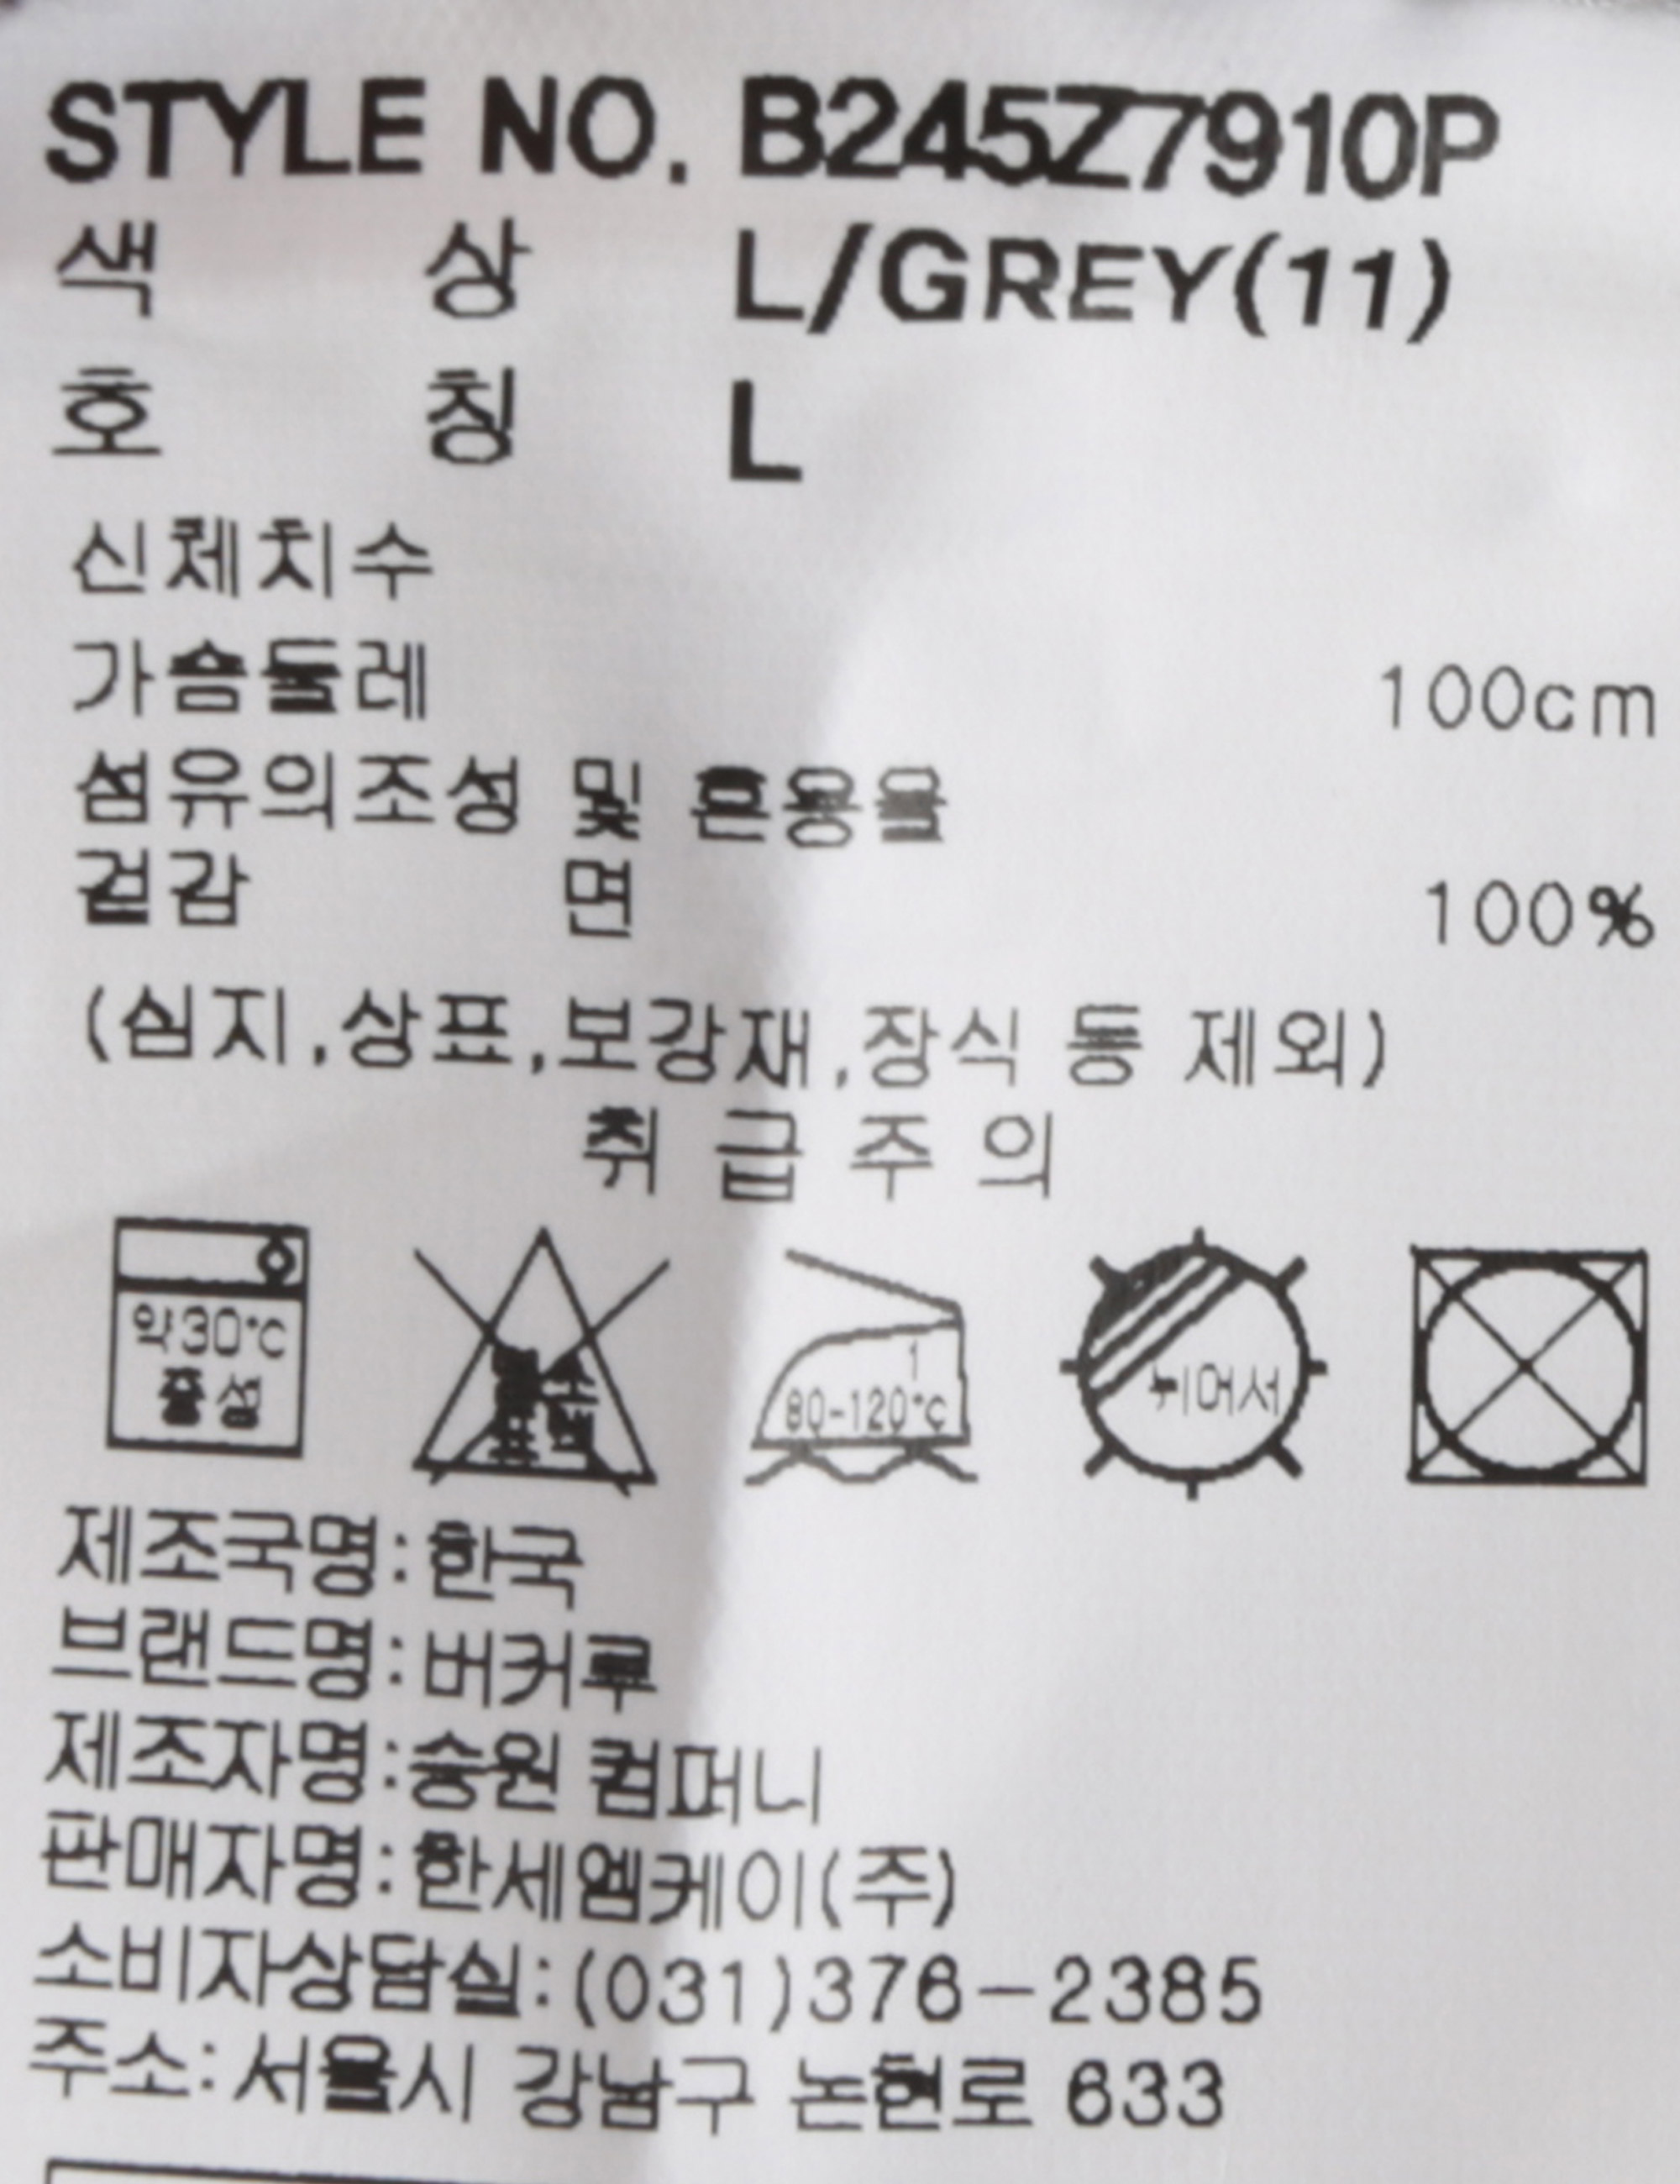 STYLE NO. B245Z7910P
색 상 L/GREY(11)
호 칭 L
신체치수
가슴둘레 100cm
섬유의조성 및 혼용율
겉감 면 100%
(심지,상표,보강재,장식 등 제외)
취 급 주 의
약30℃
중성
염소
표백
1
80-120℃
뉘어서
제조국명:한국
브랜드명:버커루
제조자명:승원 컴퍼니
판매자명:한세엠케이(주)
소비자상담실:(031)376-2385
주소:서울시 강남구 논현로 633